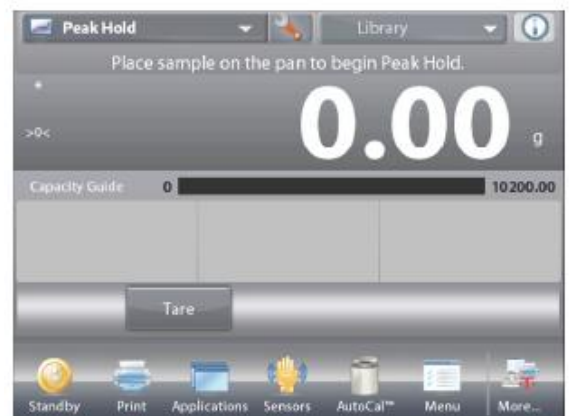 Peak Hold Library
Place sample on the pan to begin Peak Hold.
*
>0< 0.00 g
Capacity Guide 0 10200.00
Tare
Standby Print Applications Sensors AutoCal™ Menu More...